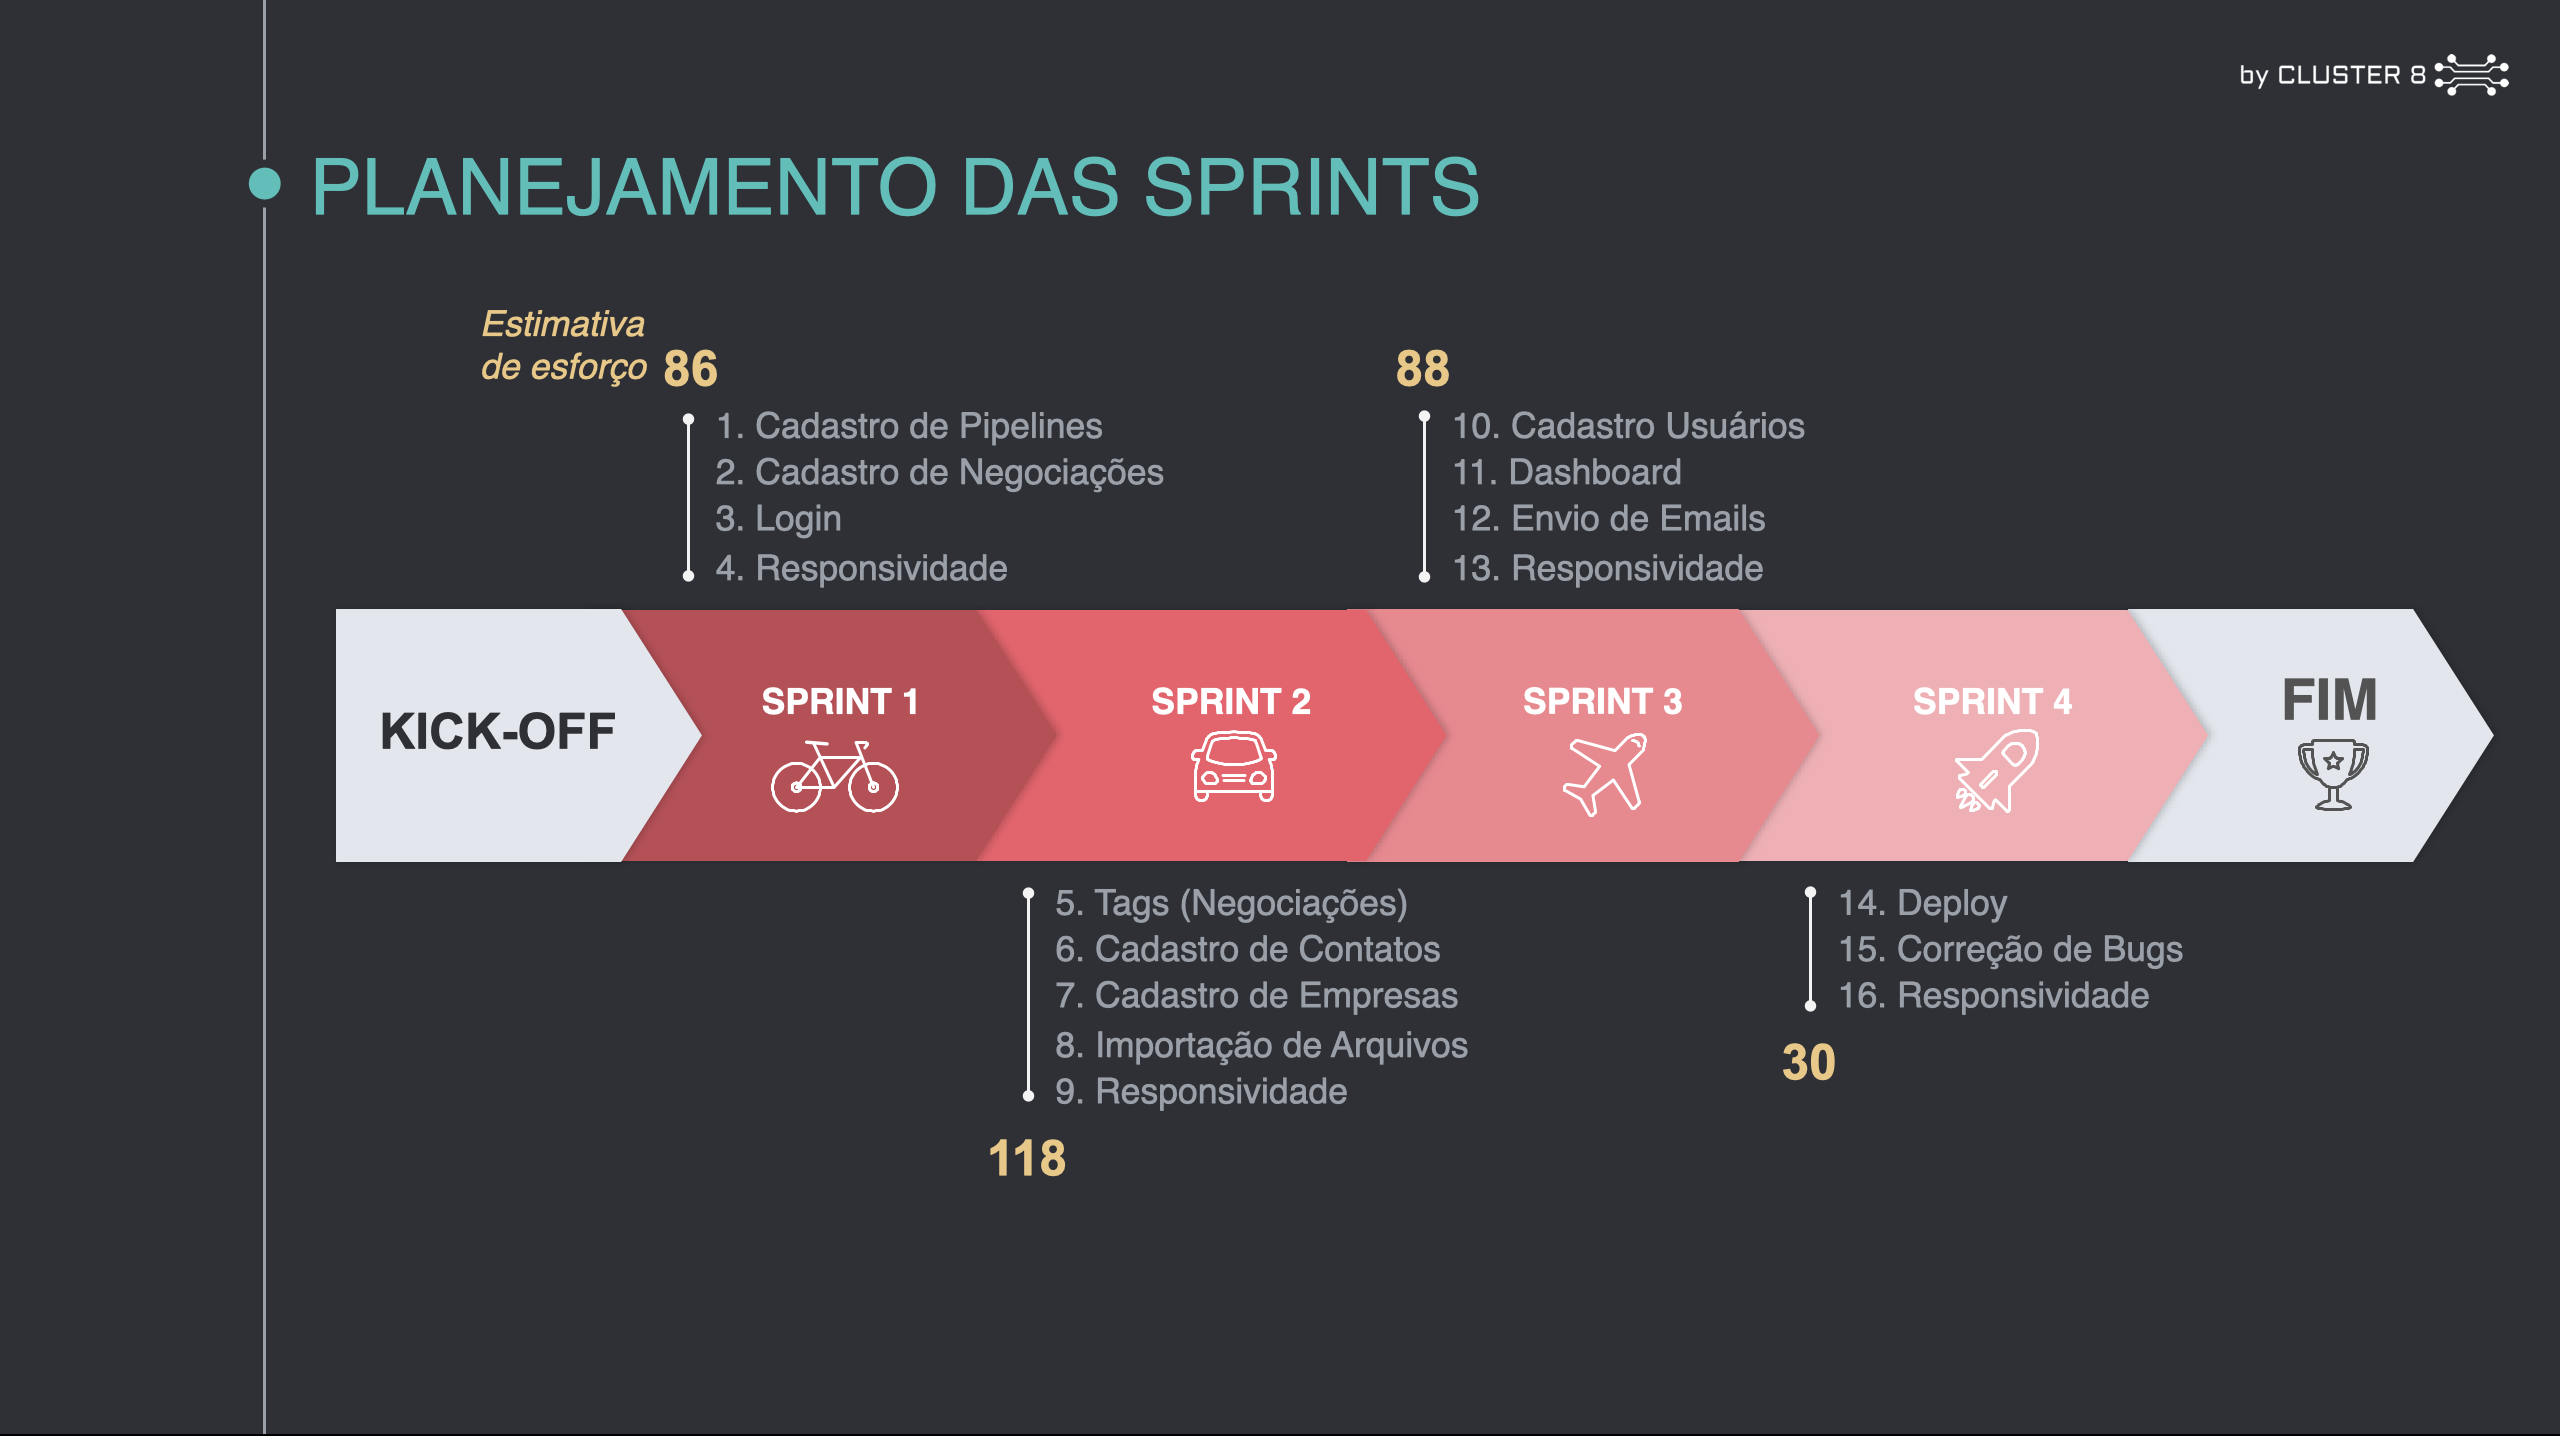 by CLUSTER 8
PLANEJAMENTO DAS SPRINTS
Estimativa
de esforço 86
1. Cadastro de Pipelines
2. Cadastro de Negociações
3. Login
4. Responsividade
88
10. Cadastro Usuários
11. Dashboard
12. Envio de Emails
13. Responsividade
KICK-OFF
SPRINT 1
SPRINT 2
SPRINT 3
SPRINT 4
FIM
5. Tags (Negociações)
6. Cadastro de Contatos
7. Cadastro de Empresas
8. Importação de Arquivos
9. Responsividade
118
14. Deploy
15. Correção de Bugs
16. Responsividade
30